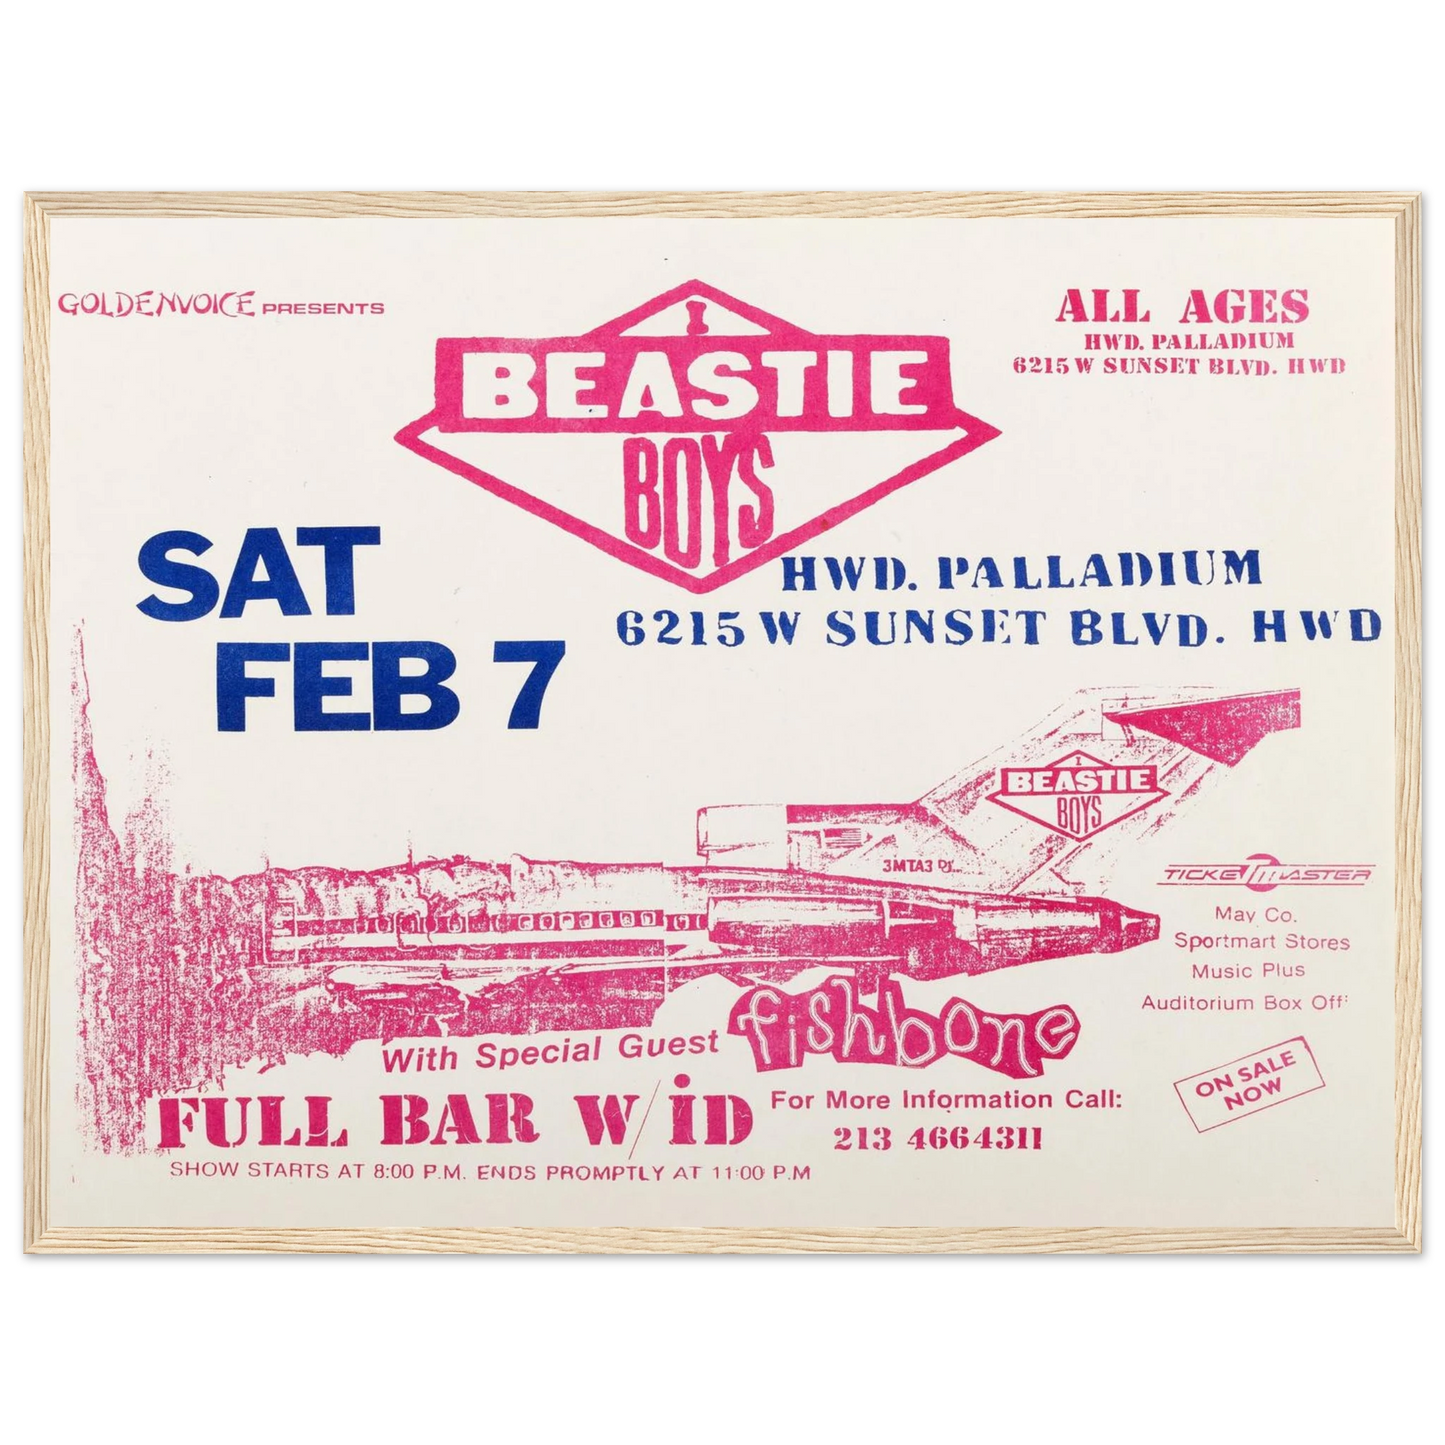 GOLDENVOICE PRESENTS
I
BEASTIE
BOYS
ALL AGES
HWD. PALLADIUM
6215 W SUNSET BLVD. HWD
SAT
FEB 7
HWD. PALLADIUM
6215 W SUNSET BLVD. HWD
I
BEASTIE
BOYS
3MTA3 DJ
TICKETMASTER
May Co.
Sportmart Stores
Music Plus
Auditorium Box Off:
ON SALE
NOW
With Special Guest fishbone
FULL BAR W/ID
For More Information Call:
213 4664311
SHOW STARTS AT 8:00 P.M. ENDS PROMPTLY AT 11:00 P.M